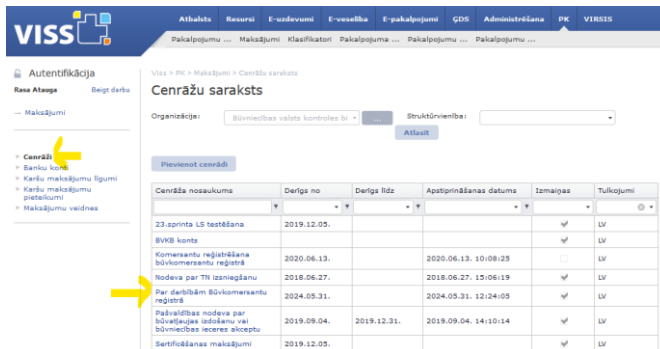 VISS
Atbalsts Resursi E-uzdevumi E-veselība E-pakalpojumi ĢDS Administrēšana PK VIRSIS
Pakalpojumu ... Maksājumi Klasifikatori Pakalpojuma ... Pakalpojumu ... Pakalpojumu ...
Autentifikācija
Rasa Atauga Beigt darbu
Maksājumi
Cenrāži
Banku konti
Karšu maksājumu līgumi
Karšu maksājumu
pieteikumi
Maksājumu veidnes
Viss > PK > Maksājumi > Cenrāžu saraksts
Cenrāžu saraksts
Organizācija: Būvniecības valsts kontroles bi ... Struktūrvienība:
Atlasīt
Pievienot cenrādi
Cenrāža nosaukums Derīgs no Derīgs līdz Apstiprināšanas datums Izmaiņas Tulkojumi
23.sprinta LS testēšana 2019.12.05. LV
BVKB konts LV
Komersantu reģistrēšana
būvkomersantu reģistrā 2020.06.13. 2020.06.13. 10:08:25 LV
Nodeva par TN izsniegšanu 2018.06.27. 2018.06.27. 15:06:19 LV
Par darbībām Būvkomersantu
reģistrā 2024.05.31. 2024.05.31. 12:24:05 LV
Pašvaldības nodeva par
būvatļaujas izdošanu vai
būvniecības ieceres akceptu 2019.09.04. 2019.12.31. 2019.09.04. 14:10:14 LV
Sertificēšanas maksājumi 2019.12.05. LV